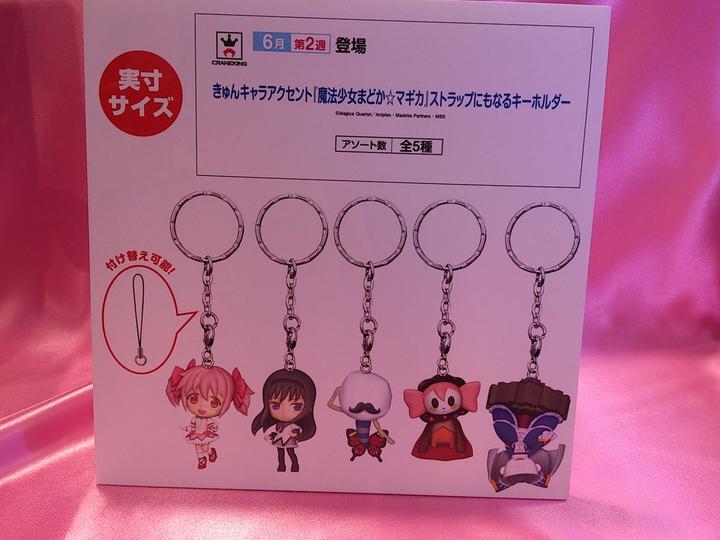 CRANEKING
6月 第2週 登場
きゅんキャラアクセント『魔法少女まどか☆マギカ』ストラップにもなるキーホルダー
©Magica Quartet／Aniplex・Madoka Partners・MBS
アソート数 全5種
実寸
サイズ
付け替え可能!